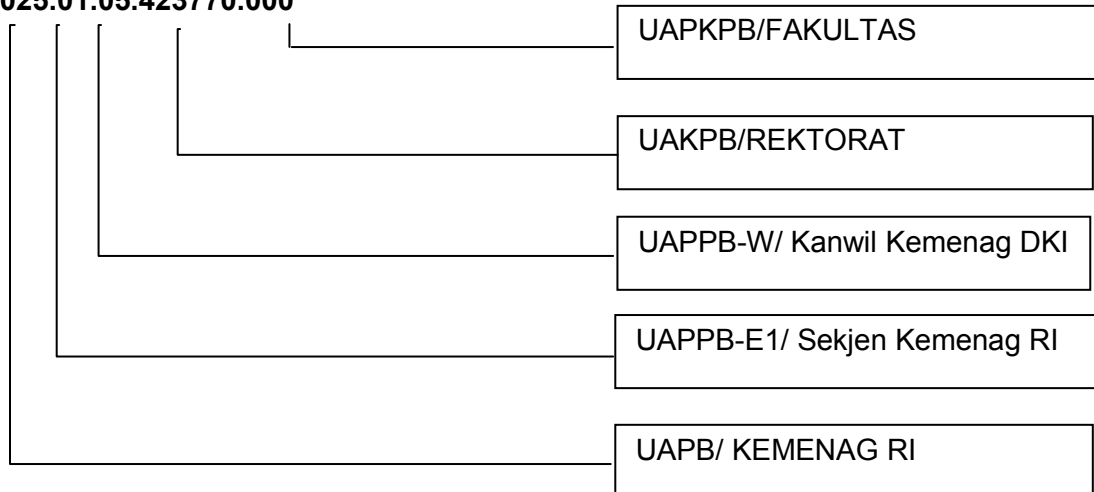 025.01.05.423770.000
UAPKPB/FAKULTAS
UAKPB/REKTORAT
UAPPB-W/ Kanwil Kemenag DKI
UAPPB-E1/ Sekjen Kemenag RI
UAPB/ KEMENAG RI